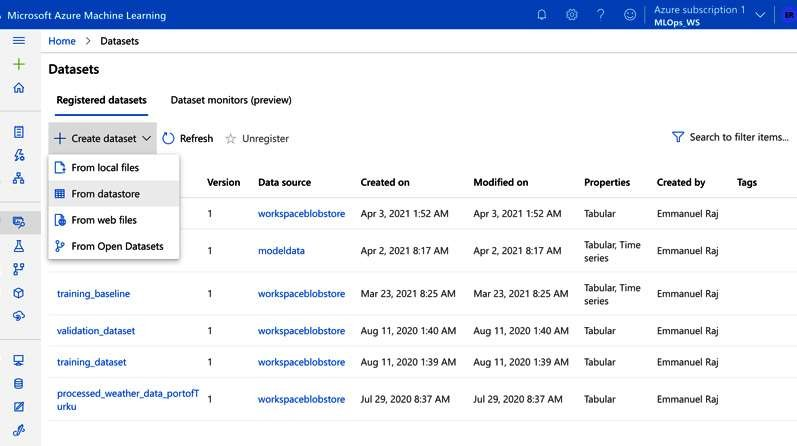 Microsoft Azure Machine Learning
Azure subscription 1
MLOps_WS
ER
Home > Datasets
Datasets
Registered datasets Dataset monitors (preview)
Create dataset Refresh Unregister Search to filter items...
From local files
From datastore
From web files
From Open Datasets
Version Data source Created on Modified on Properties Created by Tags
1 workspaceblobstore Apr 3, 2021 1:52 AM Apr 3, 2021 1:52 AM Tabular Emmanuel Raj
1 modeldata Apr 2, 2021 8:17 AM Apr 2, 2021 8:17 AM Tabular, Time series Emmanuel Raj
training_baseline 1 workspaceblobstore Mar 23, 2021 8:25 AM Mar 23, 2021 8:25 AM Tabular, Time series Emmanuel Raj
validation_dataset 1 workspaceblobstore Aug 11, 2020 1:40 AM Aug 11, 2020 1:40 AM Tabular Emmanuel Raj
training_dataset 1 workspaceblobstore Aug 11, 2020 1:39 AM Aug 11, 2020 1:39 AM Tabular Emmanuel Raj
processed_weather_data_portofTurku 1 workspaceblobstore Jul 29, 2020 8:37 AM Jul 29, 2020 8:37 AM Tabular Emmanuel Raj